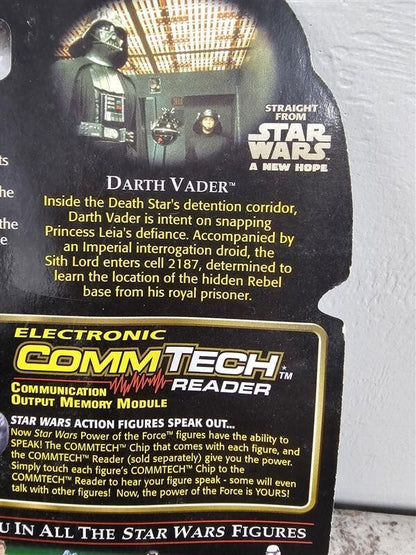 STRAIGHT
FROM
STAR
WARS
A NEW HOPE
DARTH VADER™
Inside the Death Star's detention corridor,
Darth Vader is intent on snapping
Princess Leia's defiance. Accompanied by
an Imperial interrogation droid, the
Sith Lord enters cell 2187, determined to
learn the location of the hidden Rebel
base from his royal prisoner.
ts
he
the
e
ELECTRONIC
COMMTECH™
READER
COMMUNICATION
OUTPUT MEMORY MODULE
STAR WARS ACTION FIGURES SPEAK OUT...
Now Star Wars Power of the Force™ figures have the ability to
SPEAK! The COMMTECH™ Chip that comes with each figure, and
the COMMTECH™ Reader (sold separately) give you the power.
Simply touch each figure's COMMTECH™ Chip to the
COMMTECH™ Reader to hear your figure speak - some will even
talk with other figures! Now, the power of the Force is YOURS!
U IN ALL THE STAR WARS FIGURES